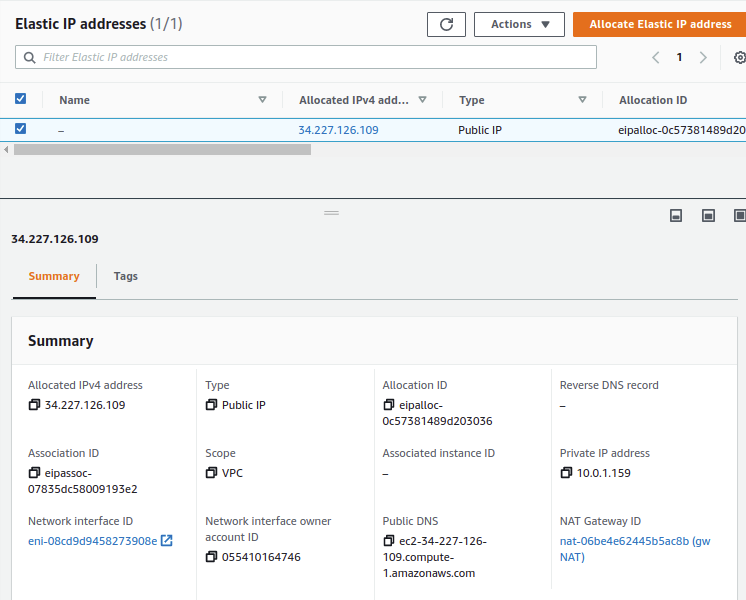 Elastic IP addresses (1/1)
Actions
Allocate Elastic IP address
Filter Elastic IP addresses
1
Name
Allocated IPv4 add...
Type
Allocation ID
–
34.227.126.109
Public IP
eipalloc-0c57381489d20
34.227.126.109
Summary
Tags
Summary
Allocated IPv4 address
34.227.126.109
Type
Public IP
Allocation ID
eipalloc-
0c57381489d203036
Reverse DNS record
–
Association ID
eipassoc-
07835dc58009193e2
Scope
VPC
Associated instance ID
–
Private IP address
10.0.1.159
Network interface ID
eni-08cd9d9458273908e
Network interface owner
account ID
055410164746
Public DNS
ec2-34-227-126-
109.compute-
1.amazonaws.com
NAT Gateway ID
nat-06be4e62445b5ac8b (gw
NAT)